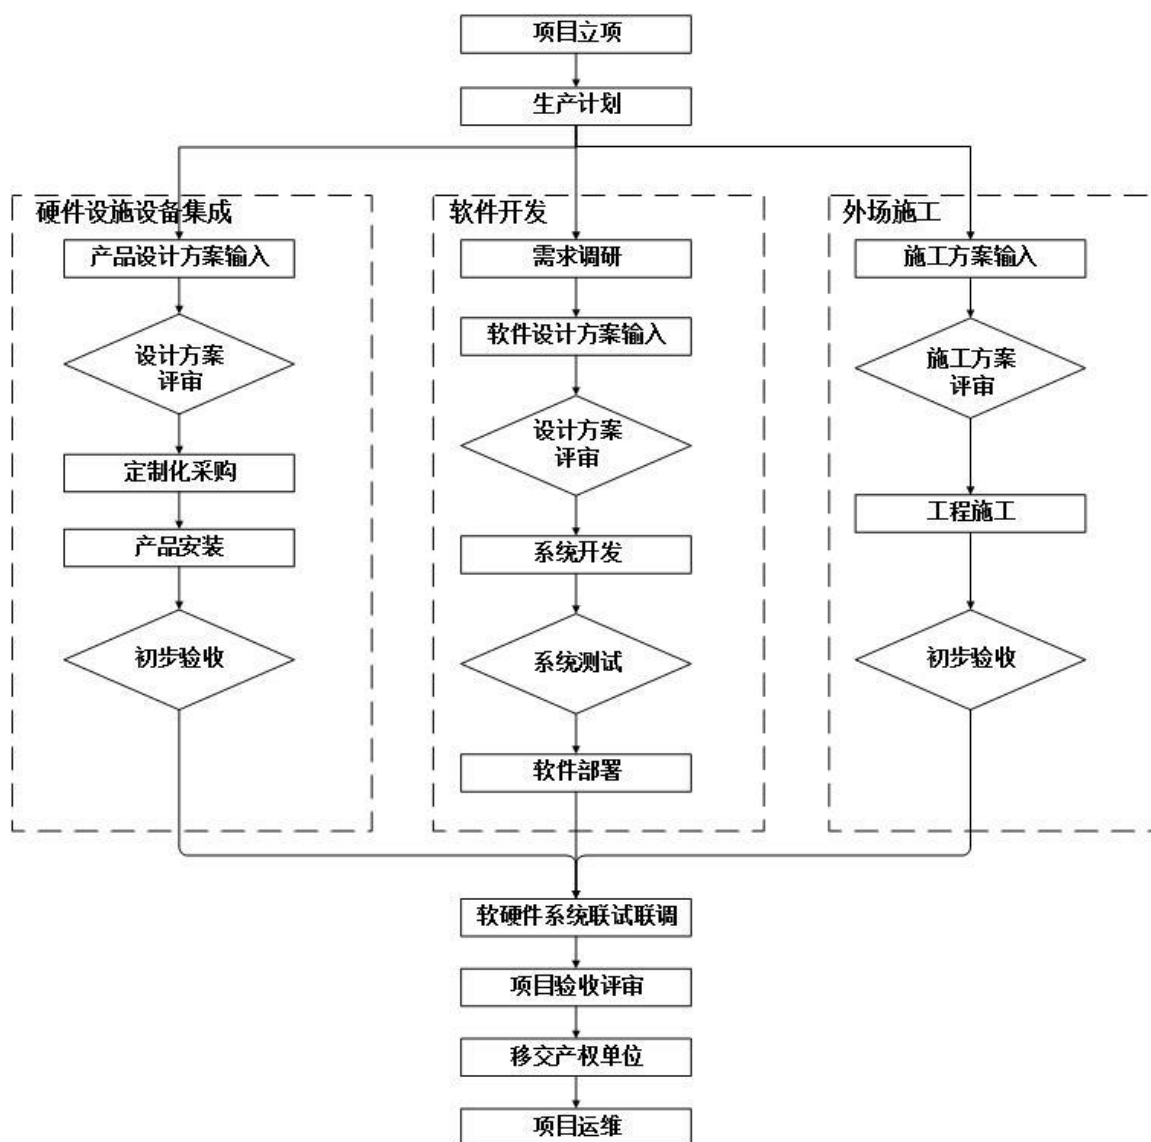 项目立项
生产计划
硬件设施设备集成
产品设计方案输入
设计方案
评审
定制化采购
产品安装
初步验收
软件开发
需求调研
软件设计方案输入
设计方案
评审
系统开发
系统测试
软件部署
外场施工
施工方案输入
施工方案
评审
工程施工
初步验收
软硬件系统联试联调
项目验收评审
移交产权单位
项目运维